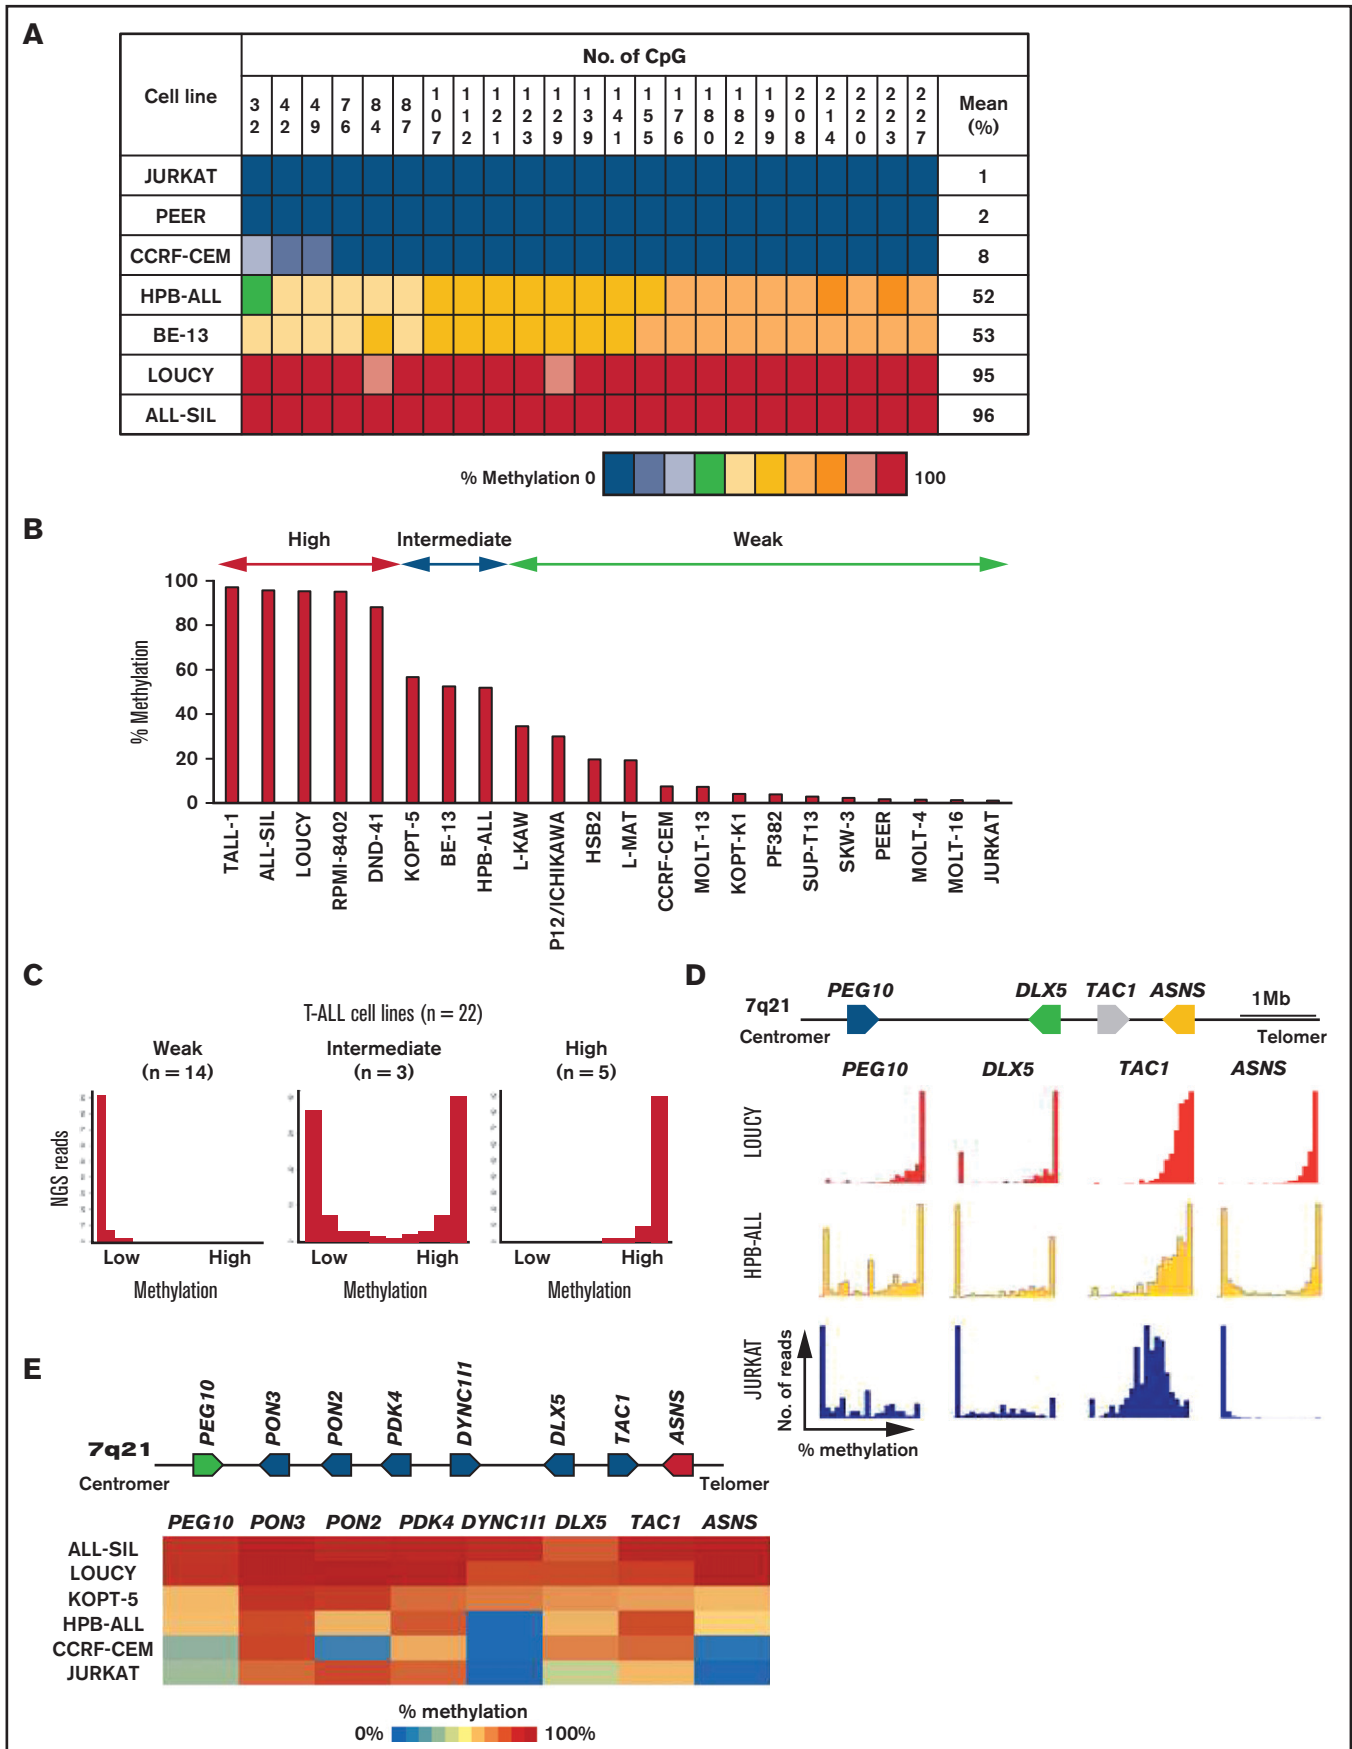 A
Cell line
No. of CpG
Mean (%)
32 42 49 76 84 87 107 112 121 123 129 139 141 155 176 180 182 199 208 214 220 223 227
JURKAT 1
PEER 2
CCRF-CEM 8
HPB-ALL 52
BE-13 53
LOUCY 95
ALL-SIL 96
% Methylation 0 100
B
High Intermediate Weak
% Methylation
100
80
60
40
20
0
TALL-1
ALL-SIL
LOUCY
RPMI-8402
DND-41
KOPT-5
BE-13
HPB-ALL
L-KAW
P12/ICHIKAWA
HSB2
L-MAT
CCRF-CEM
MOLT-13
KOPT-K1
PF382
SUP-T13
SKW-3
PEER
MOLT-4
MOLT-16
JURKAT
C
T-ALL cell lines (n = 22)
Weak (n = 14)
Intermediate (n = 3)
High (n = 5)
NGS reads
Low High
Low High
Low High
Methylation
Methylation
Methylation
D
PEG10 DLX5 TAC1 ASNS
7q21
1Mb
Centromer Telomer
PEG10 DLX5 TAC1 ASNS
LOUCY
HPB-ALL
JURKAT
No. of reads
% methylation
E
PEG10 PON3 PON2 PDK4 DYNC1I1 DLX5 TAC1 ASNS
7q21
Centromer Telomer
PEG10 PON3 PON2 PDK4 DYNC1I1 DLX5 TAC1 ASNS
ALL-SIL
LOUCY
KOPT-5
HPB-ALL
CCRF-CEM
JURKAT
% methylation
0% 100%